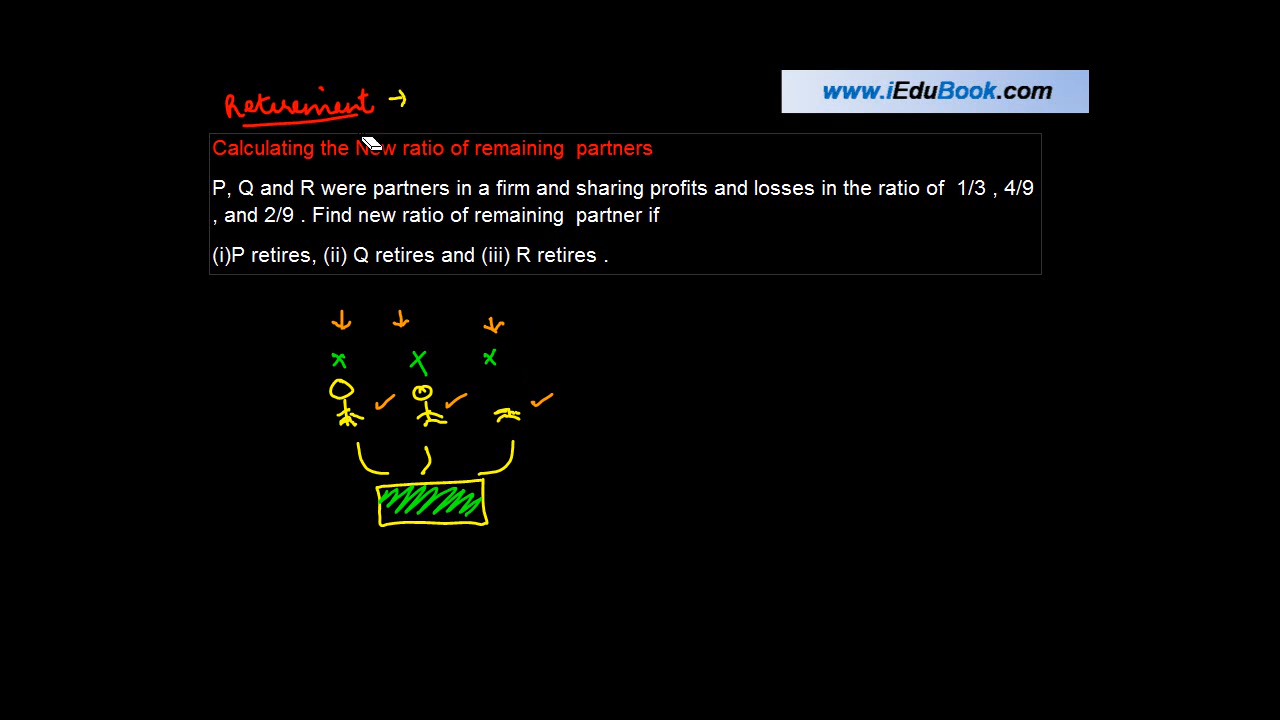 www.iEduBook.com
Retirement →
Calculating the New ratio of remaining partners
P, Q and R were partners in a firm and sharing profits and losses in the ratio of 1/3 , 4/9
, and 2/9 . Find new ratio of remaining partner if
(i)P retires, (ii) Q retires and (iii) R retires .